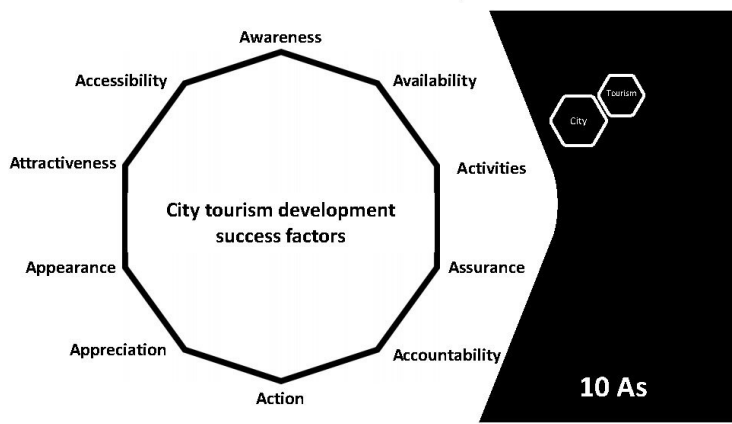 Awareness
Accessibility
Availability
Tourism
City
Attractiveness
Activities
City tourism development
success factors
Appearance
Assurance
Appreciation
Accountability
10 As
Action